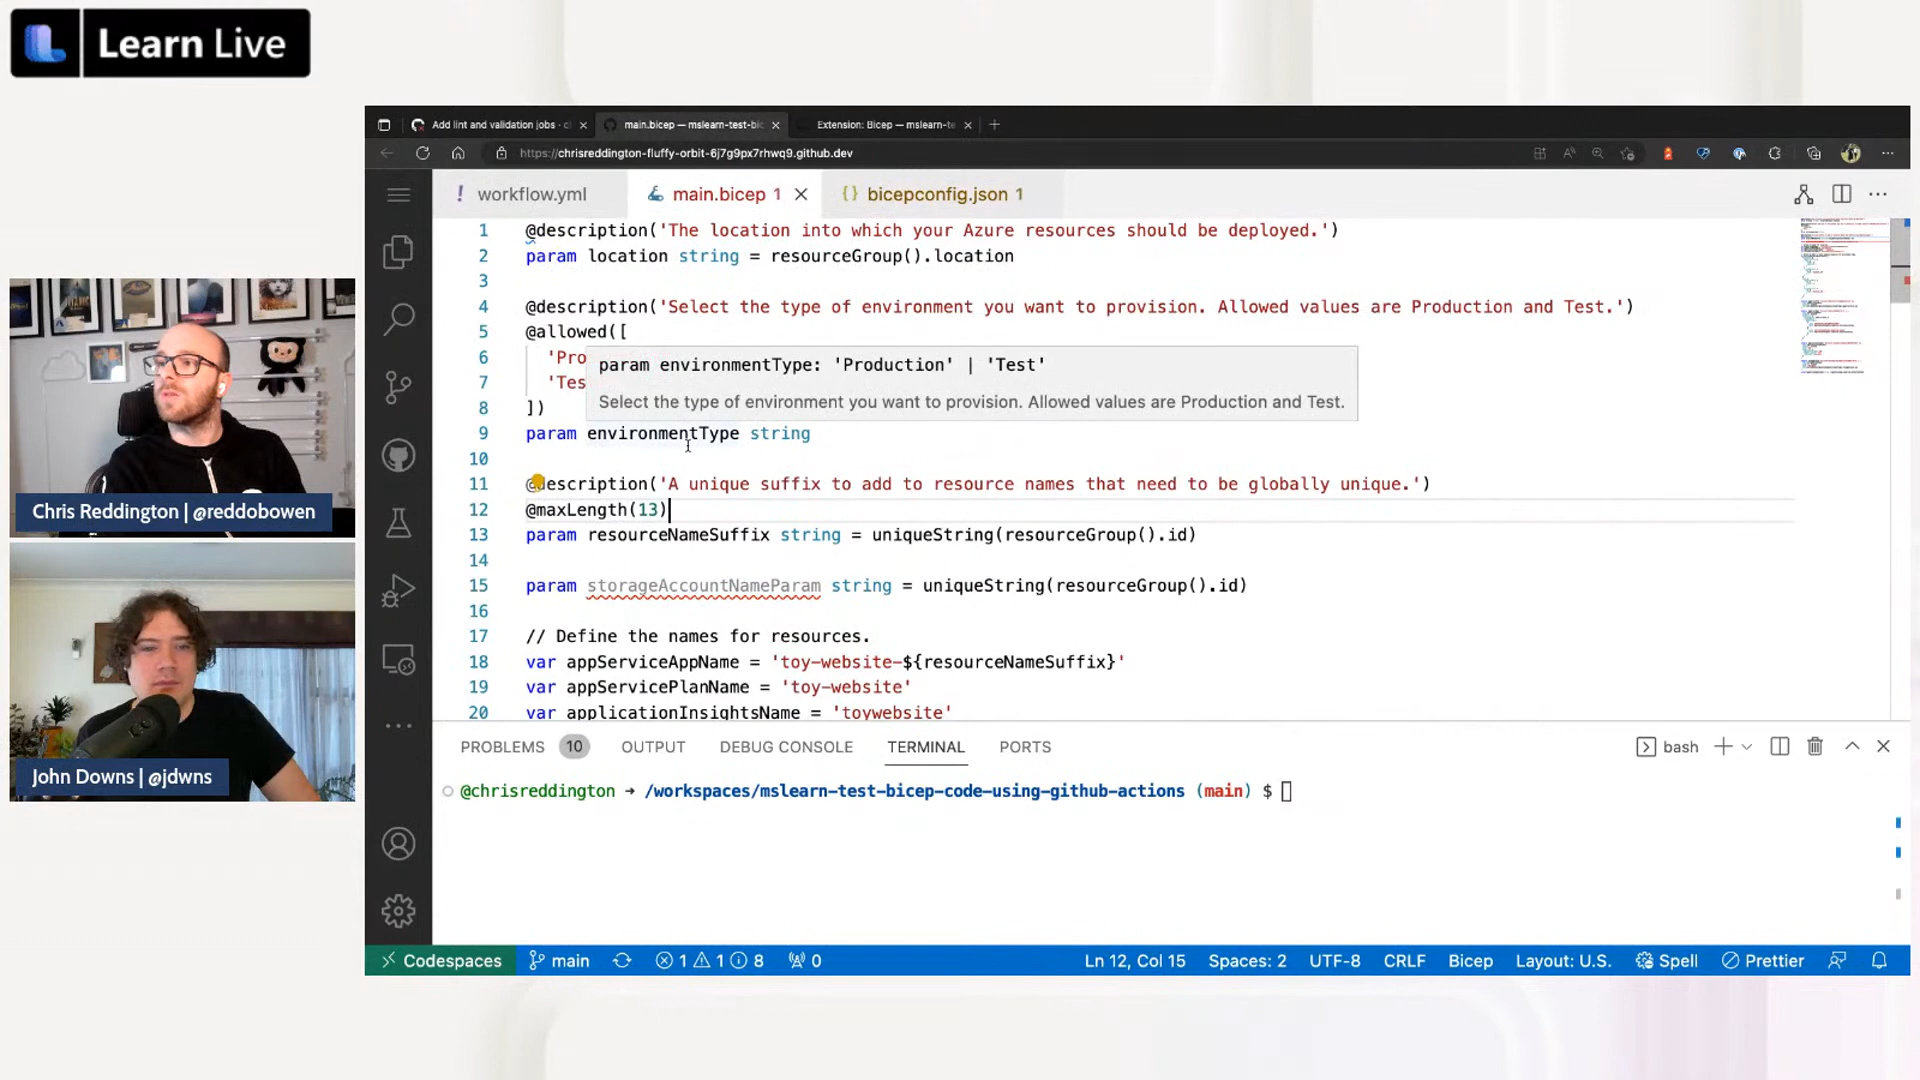 Learn Live
Add lint and validation jobs · c
main.bicep — mslearn-test-bic
Extension: Bicep — mslearn-te
https://chrisreddington-fluffy-orbit-6j7g9px7rhwq9.github.dev
! workflow.yml
main.bicep 1
{} bicepconfig.json 1
1 @description('The location into which your Azure resources should be deployed.')
2 param location string = resourceGroup().location
3
4 @description('Select the type of environment you want to provision. Allowed values are Production and Test.')
5 @allowed([
6 'Pro
param environmentType: 'Production' | 'Test'
7 'Tes
Select the type of environment you want to provision. Allowed values are Production and Test.
8 ])
9 param environmentType string
10
11 @description('A unique suffix to add to resource names that need to be globally unique.')
12 @maxLength(13)
13 param resourceNameSuffix string = uniqueString(resourceGroup().id)
14
15 param storageAccountNameParam string = uniqueString(resourceGroup().id)
16
17 // Define the names for resources.
18 var appServiceAppName = 'toy-website-${resourceNameSuffix}'
19 var appServicePlanName = 'toy-website'
20 var applicationInsightsName = 'toywebsite'
PROBLEMS 10 OUTPUT DEBUG CONSOLE TERMINAL PORTS
bash
@chrisreddington → /workspaces/mslearn-test-bicep-code-using-github-actions (main) $
Codespaces main 1 1 8 0
Ln 12, Col 15 Spaces: 2 UTF-8 CRLF Bicep Layout: U.S. Spell Prettier
Chris Reddington | @reddobowen
John Downs | @jdwns